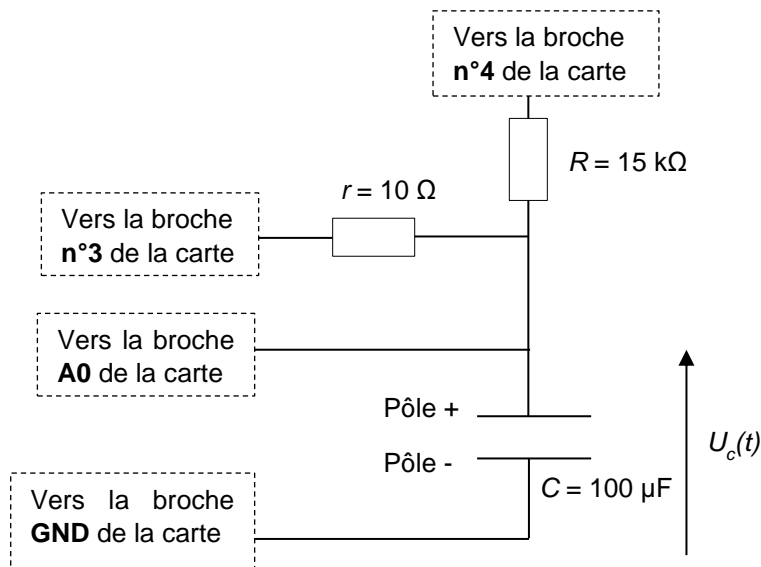 Vers la broche
n°4 de la carte
R = 15 kΩ
r = 10 Ω
Vers la broche
n°3 de la carte
Vers la broche
A0 de la carte
Pôle +
Pôle -
Uc(t)
C = 100 µF
Vers la broche
GND de la carte